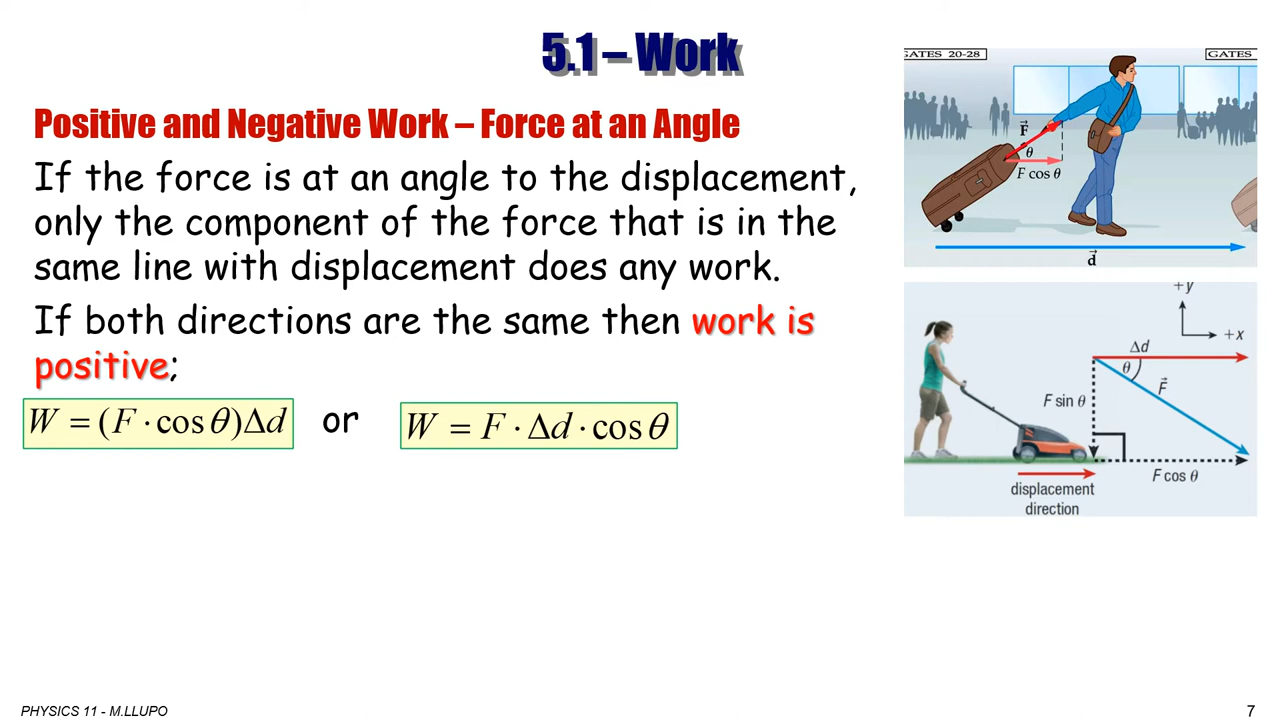 5.1 – Work
Positive and Negative Work – Force at an Angle
If the force is at an angle to the displacement,
only the component of the force that is in the
same line with displacement does any work.
If both directions are the same then work is
positive;
W = (F · cos θ)Δd or W = F · Δd · cos θ
GATES 20-28
GATES
F⃗
θ
F cos θ
d⃗
+y
+x
Δd
θ
F⃗
F sin θ
F cos θ
displacement
direction
PHYSICS 11 - M.LLUPO
7